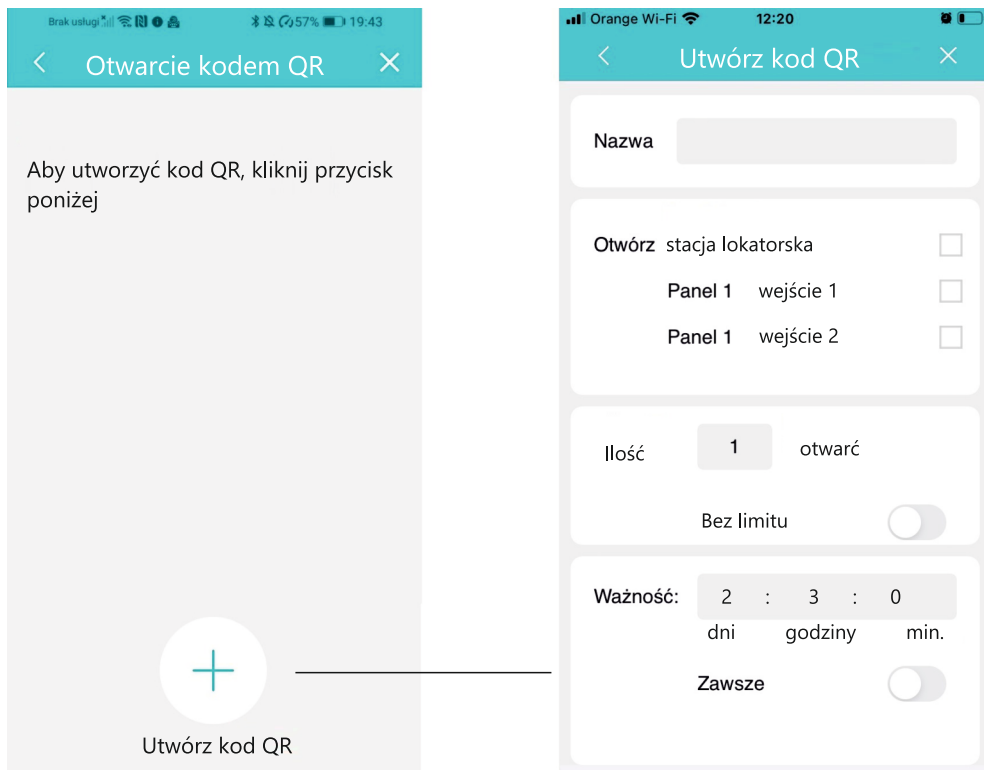 Brak usługi 57% 19:43
Otwarcie kodem QR
Aby utworzyć kod QR, kliknij przycisk
poniżej
Utwórz kod QR
Orange Wi-Fi 12:20
Utwórz kod QR
Nazwa
Otwórz stacja lokatorska
Panel 1 wejście 1
Panel 1 wejście 2
Ilość 1 otwarć
Bez limitu
Ważność: 2 : 3 : 0
dni godziny min.
Zawsze